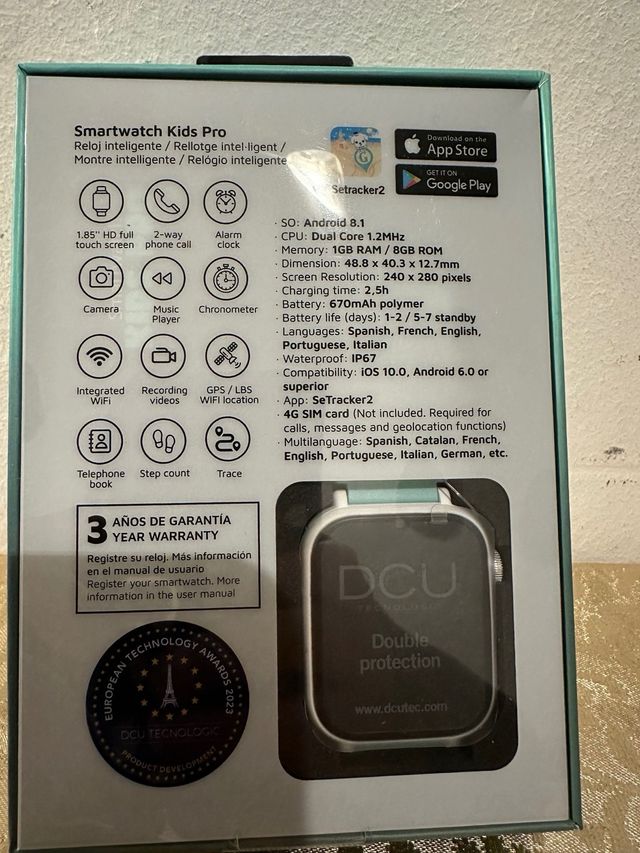 Smartwatch Kids Pro
Reloj inteligente / Rellotge intel·ligent /
Montre intelligente / Relógio inteligente
G
Setracker2
Download on the
App Store
GET IT ON
Google Play
1.85'' HD full
touch screen
2-way
phone call
Alarm
clock
Camera
Music
Player
Chronometer
Integrated
WiFi
Recording
videos
GPS / LBS
WIFI location
Telephone
book
Step count
Trace
· SO: Android 8.1
· CPU: Dual Core 1.2MHz
· Memory: 1GB RAM / 8GB ROM
· Dimension: 48.8 x 40.3 x 12.7mm
· Screen Resolution: 240 x 280 pixels
· Charging time: 2,5h
· Battery: 670mAh polymer
· Battery life (days): 1-2 / 5-7 standby
· Languages: Spanish, French, English,
Portuguese, Italian
· Waterproof: IP67
· Compatibility: iOS 10.0, Android 6.0 or
superior
· App: SeTracker2
· 4G SIM card (Not included. Required for
calls, messages and geolocation functions)
· Multilanguage: Spanish, Catalan, French,
English, Portuguese, Italian, German, etc.
3 AÑOS DE GARANTÍA
YEAR WARRANTY
Registre su reloj. Más información
en el manual de usuario
Register your smartwatch. More
information in the user manual
EUROPEAN TECHNOLOGY AWARDS 2023
DCU TECNOLOGIC
PRODUCT DEVELOPMENT
DCU
TECNOLOGIC
Double
protection
www.dcutec.com